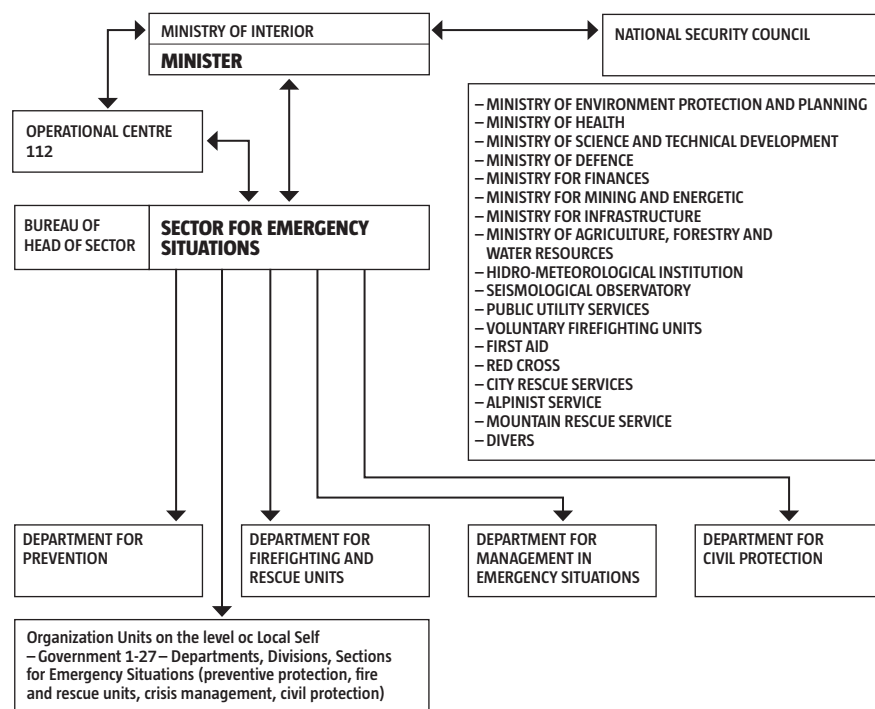 MINISTRY OF INTERIOR
MINISTER
NATIONAL SECURITY COUNCIL
OPERATIONAL CENTRE
112
– MINISTRY OF ENVIRONMENT PROTECTION AND PLANNING
– MINISTRY OF HEALTH
– MINISTRY OF SCIENCE AND TECHNICAL DEVELOPMENT
– MINISTRY OF DEFENCE
– MINISTRY FOR FINANCES
– MINISTRY FOR MINING AND ENERGETIC
– MINISTRY FOR INFRASTRUCTURE
– MINISTRY OF AGRICULTURE, FORESTRY AND
WATER RESOURCES
– HIDRO-METEOROLOGICAL INSTITUTION
– SEISMOLOGICAL OBSERVATORY
– PUBLIC UTILITY SERVICES
– VOLUNTARY FIREFIGHTING UNITS
– FIRST AID
– RED CROSS
– CITY RESCUE SERVICES
– ALPINIST SERVICE
– MOUNTAIN RESCUE SERVICE
– DIVERS
BUREAU OF
HEAD OF SECTOR
SECTOR FOR EMERGENCY
SITUATIONS
DEPARTMENT FOR
PREVENTION
DEPARTMENT FOR
FIREFIGHTING AND
RESCUE UNITS
DEPARTMENT FOR
MANAGEMENT IN
EMERGENCY SITUATIONS
DEPARTMENT FOR
CIVIL PROTECTION
Organization Units on the level oc Local Self
– Government 1-27 – Departments, Divisions, Sections
for Emergency Situations (preventive protection, fire
and rescue units, crisis management, civil protection)